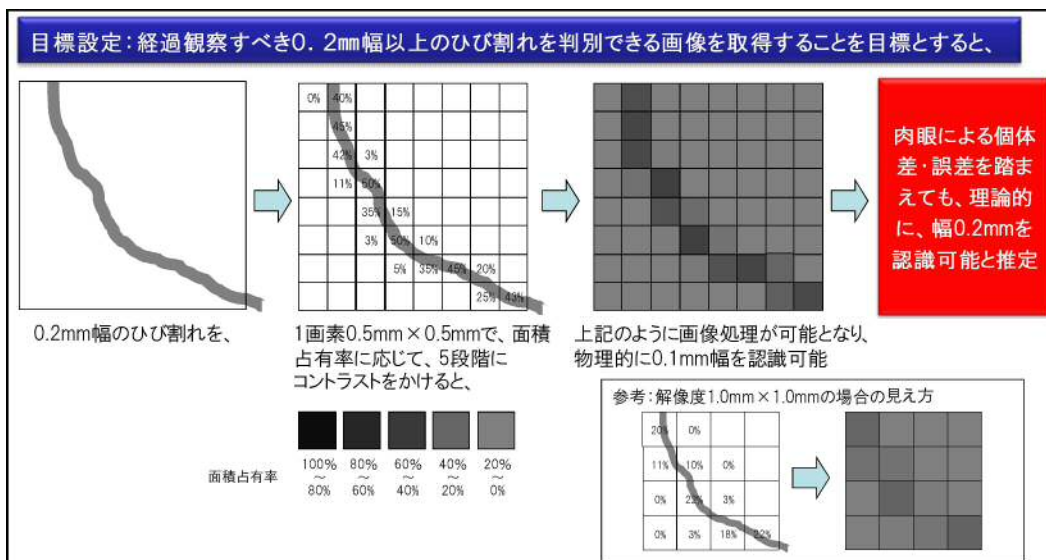 目標設定：経過観察すべき0．2mm幅以上のひび割れを判別できる画像を取得することを目標とすると、
0% 40%
45%
42% 3%
11% 50%
35% 15%
3% 50% 10%
5% 35% 45% 20%
25% 43%
肉眼による個体
差・誤差を踏ま
えても、理論的
に、幅0.2mmを
認識可能と推定
0.2mm幅のひび割れを、
1画素0.5mm×0.5mmで、面積
占有率に応じて、5段階に
コントラストをかけると、
上記のように画像処理が可能となり、
物理的に0.1mm幅を認識可能
面積占有率
100% 80% 60% 40% 20%
～ ～ ～ ～ ～
80% 60% 40% 20% 0%
参考：解像度1.0mm×1.0mmの場合の見え方
20% 0%
11% 10% 0%
0% 22% 3%
0% 3% 18% 22%